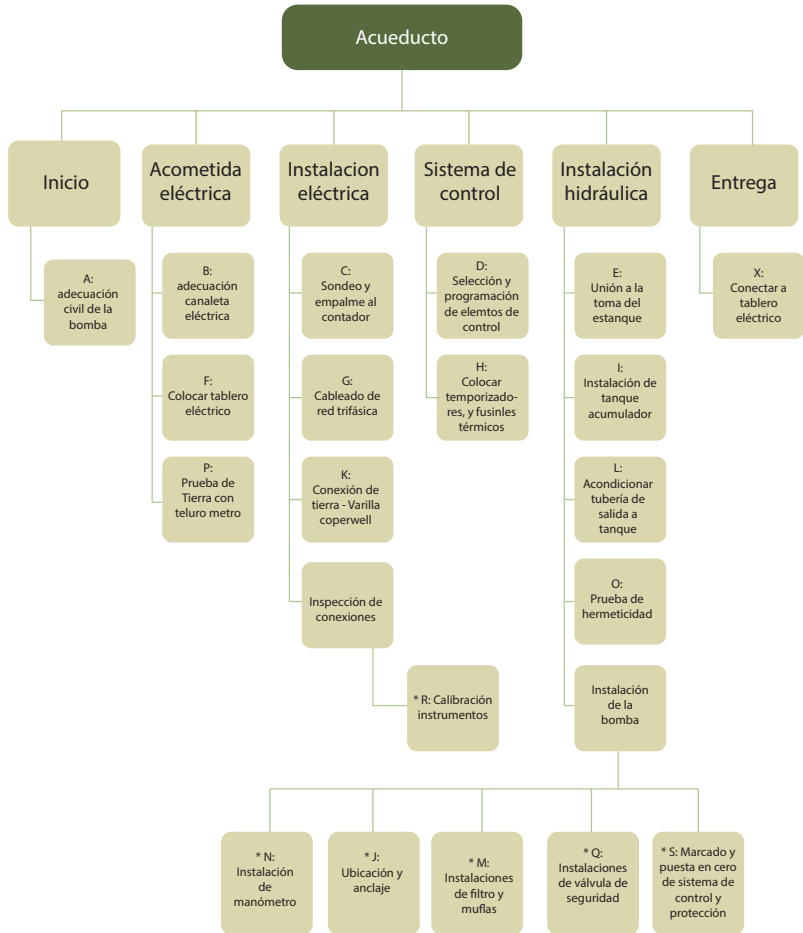 Acueducto
Inicio
Acometida
eléctrica
Instalacion
eléctrica
Sistema de
control
Instalación
hidráulica
Entrega
A:
adecuación
civil de la
bomba
B:
adecuación
canaleta
eléctrica
C:
Sondeo y
empalme al
contador
D:
Selección y
programación
de elemtos de
control
E:
Unión a la
toma del
estanque
X:
Conectar a
tablero
eléctrico
F:
Colocar tablero
eléctrico
G:
Cableado de
red trifásica
H:
Colocar
temporizado-
res, y fusinles
térmicos
I:
Instalación de
tanque
acumulador
P:
Prueba de
Tierra con
teluro metro
K:
Conexión de
tierra - Varilla
coperwell
L:
Acondicionar
tubería de
salida a
tanque
Inspección de
conexiones
O:
Prueba de
hermeticidad
* R: Calibración
instrumentos
Instalación
de la
bomba
* N:
Instalación
de
manómetro
* J:
Ubicación y
anclaje
* M:
Instalaciones
de filtro y
muflas
* Q:
Instalaciones
de válvula de
seguridad
* S: Marcado y
puesta en cero
de sistema de
control y
protección